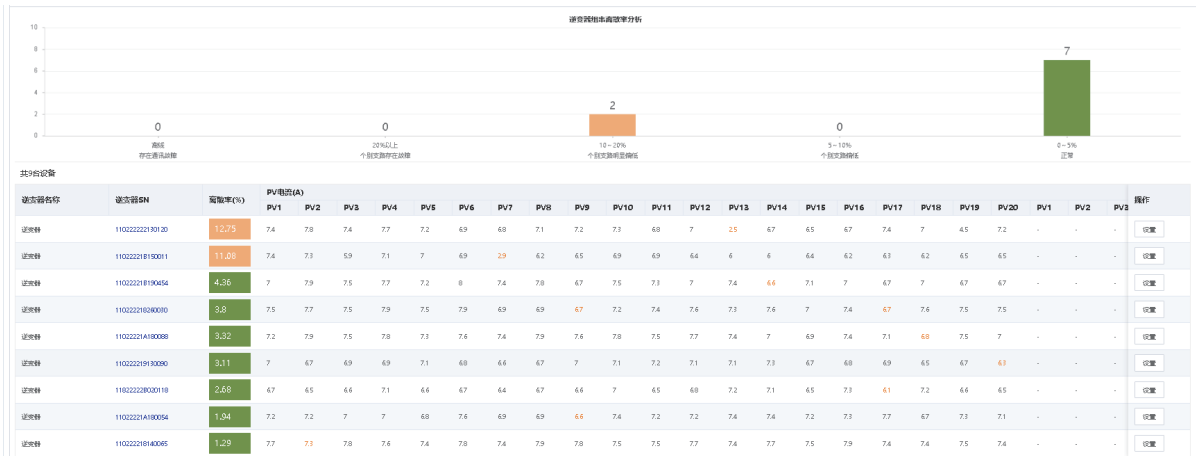 逆变器组串离散率分析
10
8
6
4
2
0
0 0 2 0 7
离线 20%以上 10~20% 5~10% 0~5%
存在通讯故障 个别支路存在故障 个别支路明显偏低 个别支路偏低 正常
共9台设备
逆变器名称 逆变器SN 离散率(%) PV电流(A) 操作
PV1 PV2 PV3 PV4 PV5 PV6 PV7 PV8 PV9 PV10 PV11 PV12 PV13 PV14 PV15 PV16 PV17 PV18 PV19 PV20 PV1 PV2 PV3
逆变器 110222222130120 12.75 7.4 7.8 7.4 7.7 7.2 6.9 6.8 7.1 7.2 7.3 6.8 7 2.5 6.7 6.5 6.7 7.4 7 4.5 7.2 - - - 设置
逆变器 11022221B150011 11.08 7.4 7.3 5.9 7.1 7 6.9 2.9 6.2 6.5 6.9 6.9 6.4 6 6 6.4 6.2 6.3 6.2 6.5 6.5 - - - 设置
逆变器 11022221B190454 4.36 7 7.9 7.5 7.7 7.2 8 7.4 7.8 6.7 7.5 7.3 7 7.4 6.6 7.1 7 6.7 7 6.7 6.7 - - - 设置
逆变器 110222218260030 3.8 7.5 7.7 7.5 7.9 7.5 7.9 6.9 6.9 6.7 7.2 7.4 7.6 7.3 7.6 7 7.4 6.7 7.6 7.5 7.5 - - - 设置
逆变器 11022221A180088 3.32 7.2 7.9 7.5 7.8 7.3 7.6 7.4 7.9 7.6 7.8 7.5 7.7 7.4 7 6.9 7.4 7.1 6.8 7.5 7 - - - 设置
逆变器 110222219130090 3.11 7 6.7 6.9 6.9 7.1 6.8 6.6 6.7 7 7.1 7.2 7.1 7.1 7.3 6.7 6.8 6.9 6.5 6.7 6.3 - - - 设置
逆变器 11822222B020118 2.68 6.7 6.5 6.6 7.1 6.6 6.7 6.4 6.7 6.6 7 6.5 6.8 7.2 7.1 6.5 7.3 6.1 7.2 6.6 6.5 - - - 设置
逆变器 11022221A180054 1.94 7.2 7.2 7 7 6.8 7.6 6.9 6.9 6.6 7.4 7.2 7.2 7.4 7.4 7.2 7.3 7.7 6.7 7.3 7.1 - - - 设置
逆变器 110222218140065 1.29 7.7 7.3 7.8 7.6 7.4 7.8 7.4 7.9 7.8 7.5 7.5 7.7 7.4 7.7 7.5 7.9 7.4 7.4 7.5 7.4 - - - 设置